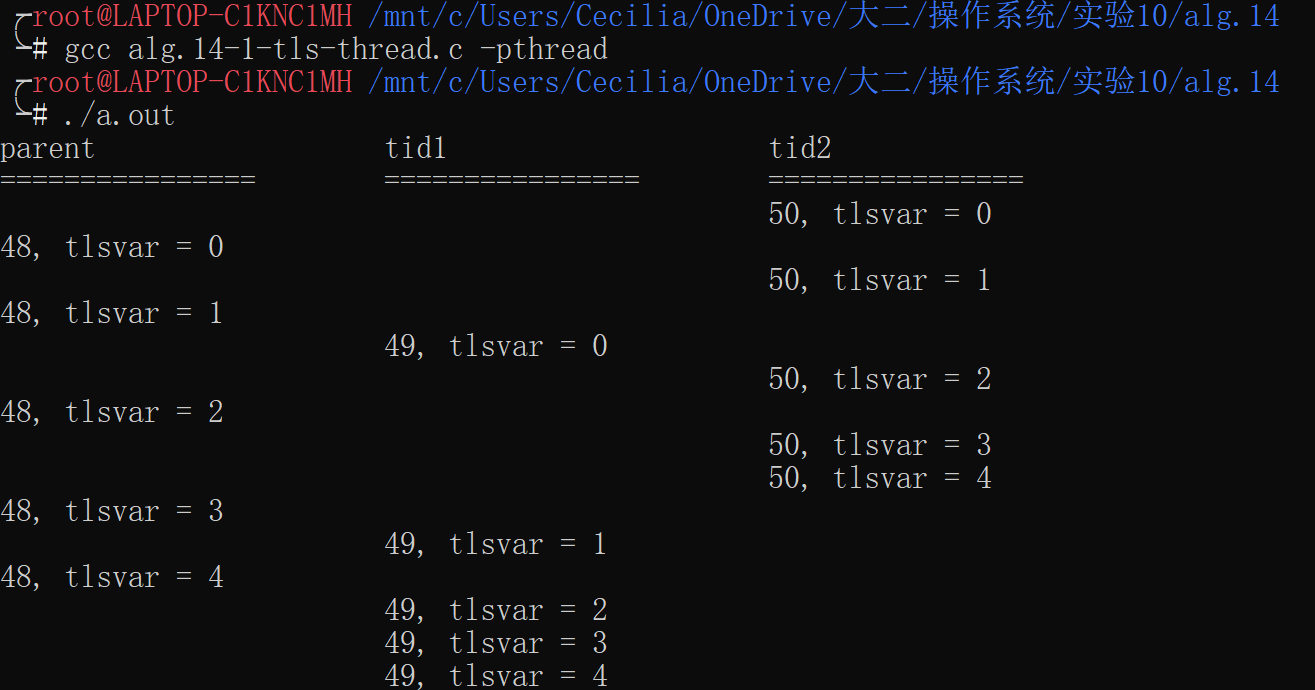 root@LAPTOP-C1KNC1MH /mnt/c/Users/Cecilia/OneDrive/大二/操作系统/实验10/alg.14
# gcc alg.14-1-tls-thread.c -pthread
root@LAPTOP-C1KNC1MH /mnt/c/Users/Cecilia/OneDrive/大二/操作系统/实验10/alg.14
# ./a.out
parent tid1 tid2
================ ================ ================
50, tlsvar = 0
48, tlsvar = 0
50, tlsvar = 1
48, tlsvar = 1
49, tlsvar = 0
50, tlsvar = 2
48, tlsvar = 2
50, tlsvar = 3
50, tlsvar = 4
48, tlsvar = 3
49, tlsvar = 1
48, tlsvar = 4
49, tlsvar = 2
49, tlsvar = 3
49, tlsvar = 4